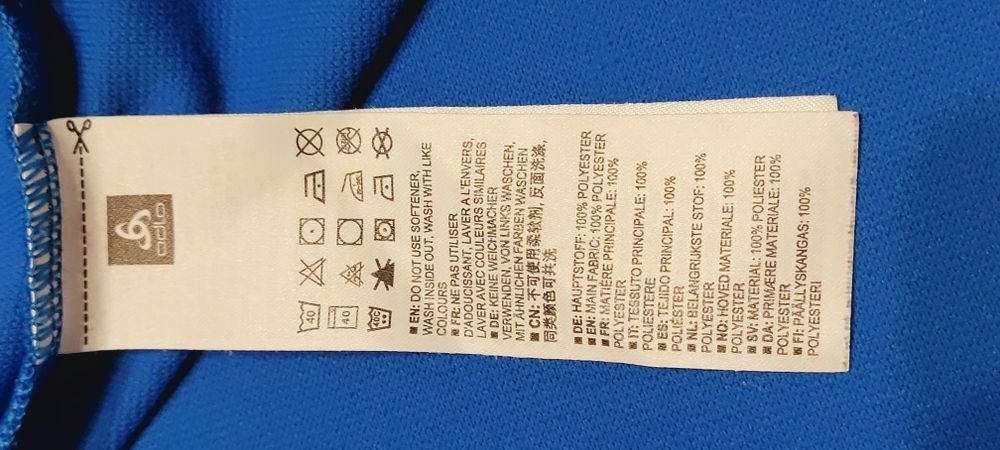 odlo
40
40
40C
EN: DO NOT USE SOFTENER,
WASH INSIDE OUT, WASH WITH LIKE
COLOURS
FR: NE PAS UTILISER
D'ADOUCISSANT, LAVER A L'ENVERS,
LAVER AVEC COULEURS SIMILAIRES
DE: KEINE WEICHMACHER
VERWENDEN, VON LINKS WASCHEN,
MIT ÄHNLICHEN FARBEN WASCHEN
CN: 不可使用柔软剂, 反面洗涤,
同类颜色可共洗
DE: HAUPTSTOFF: 100% POLYESTER
EN: MAIN FABRIC: 100% POLYESTER
FR: MATIÈRE PRINCIPALE: 100%
POLYESTER
IT: TESSUTO PRINCIPALE: 100%
POLIESTERE
ES: TEJIDO PRINCIPAL: 100%
POLIÉSTER
NL: BELANGRIJKSTE STOF: 100%
POLYESTER
NO: HOVED MATERIALE: 100%
POLYESTER
SV: MATERIAL: 100% POLIESTER
DA: PRIMÆRE MATERIALE: 100%
POLYESTER
FI: PÄÄLLYSKANGAS: 100%
POLYESTERI